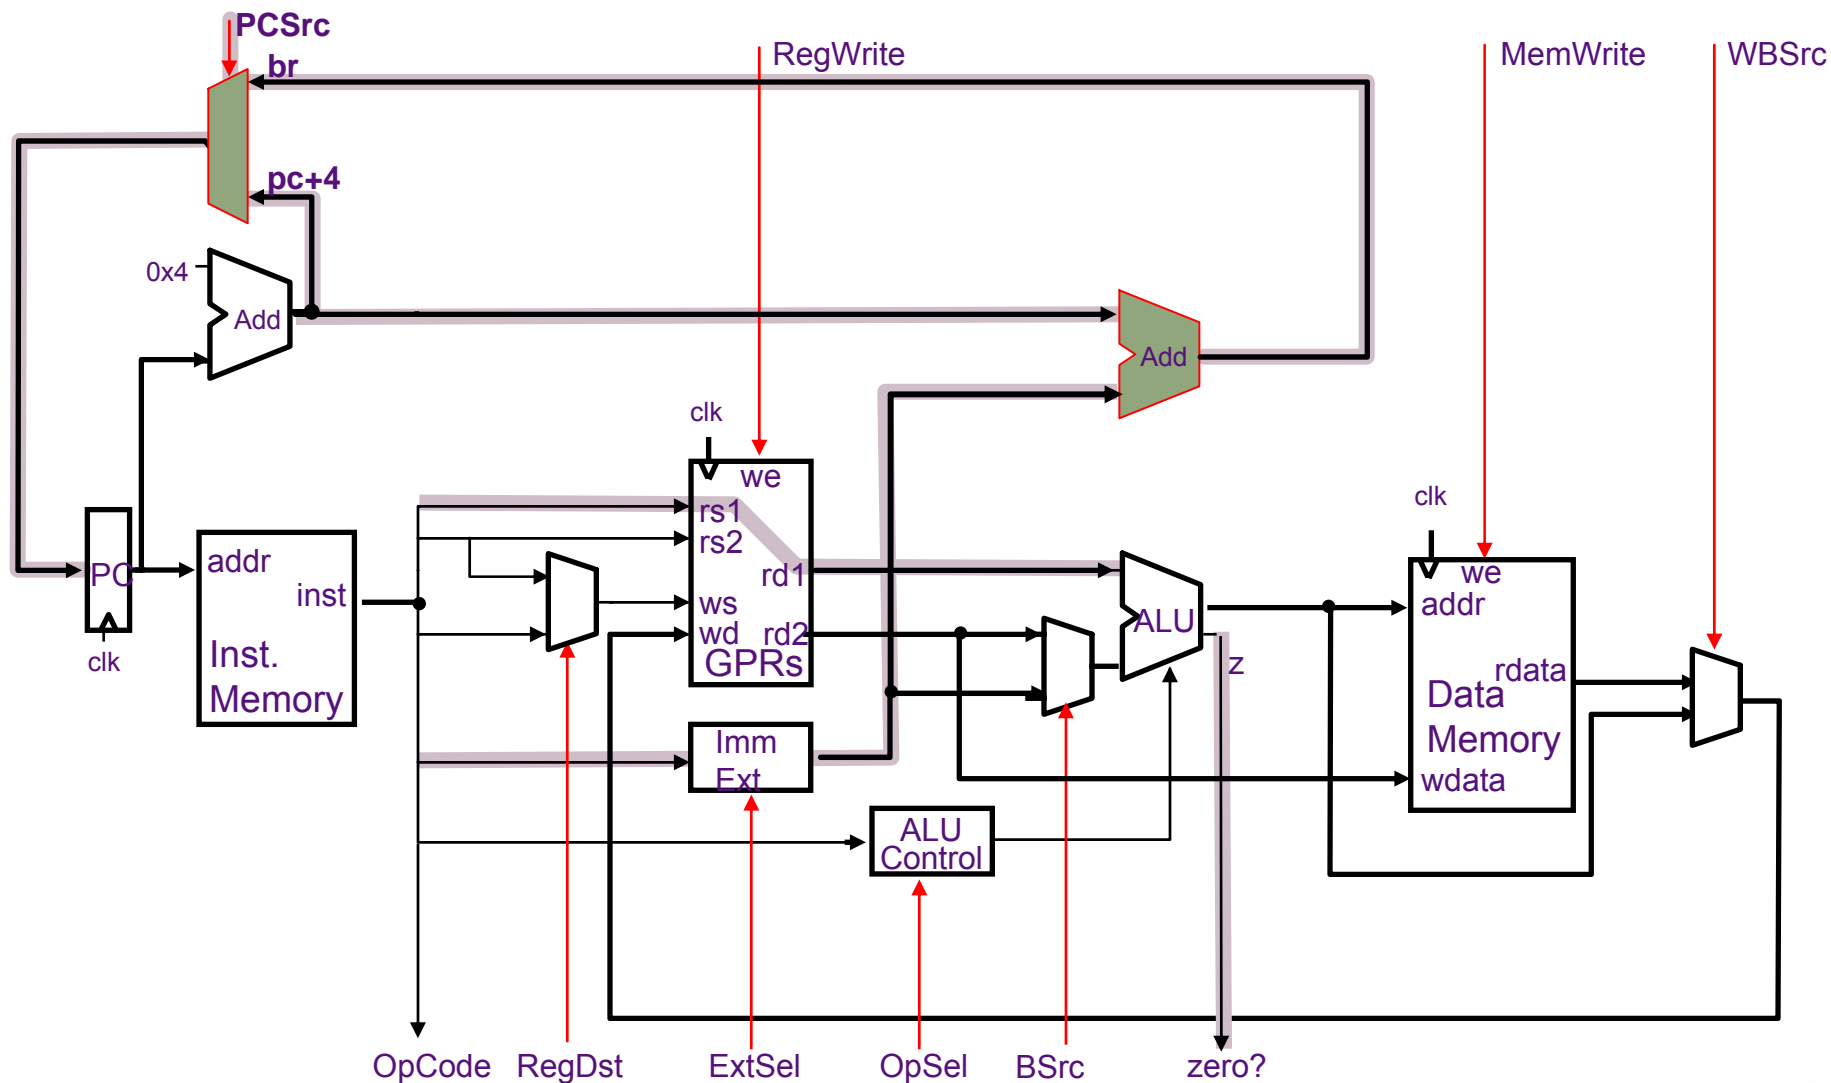 PCSrc
br
RegWrite
MemWrite
WBSrc
pc+4
0x4
Add
Add
clk
we
rs1
rs2
rd1
ws
wd
rd2
GPRs
clk
we
addr
rdata
Data
Memory
wdata
PC
clk
addr
inst
Inst.
Memory
ALU
z
Imm
Ext
ALU
Control
OpCode
RegDst
ExtSel
OpSel
BSrc
zero?